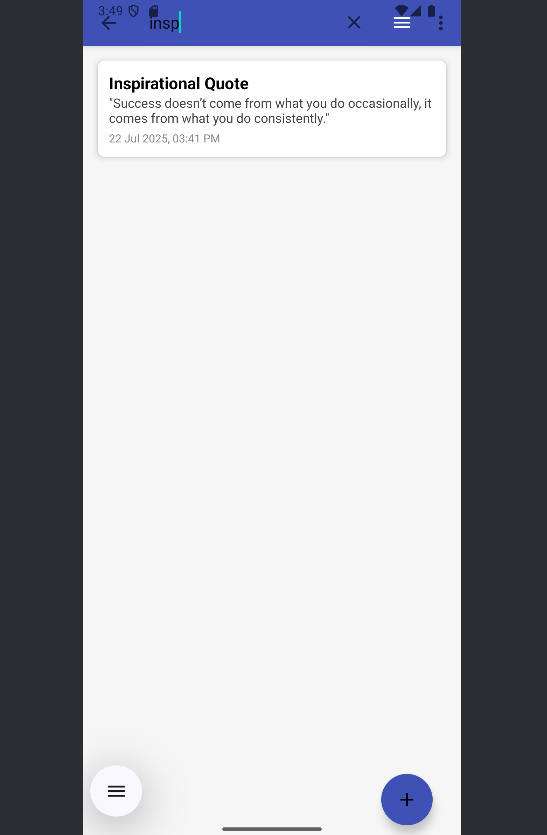 3:49
insp
Inspirational Quote
"Success doesn't come from what you do occasionally, it
comes from what you do consistently."
22 Jul 2025, 03:41 PM